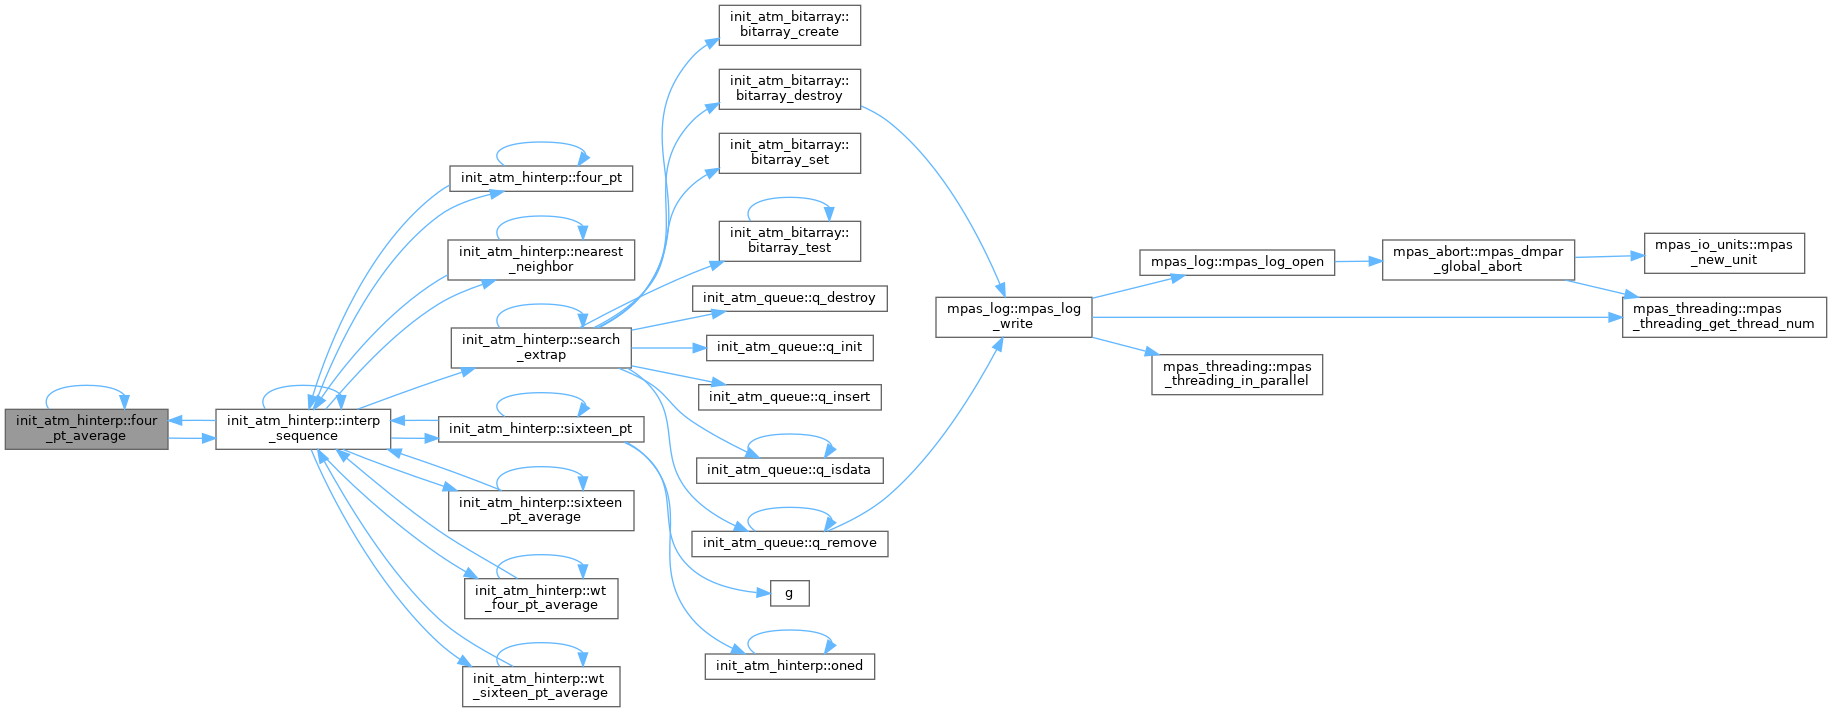 init_atm_bitarray::
bitarray_create
init_atm_bitarray::
bitarray_destroy
init_atm_bitarray::
bitarray_set
init_atm_hinterp::four_pt
init_atm_bitarray::
bitarray_test
init_atm_hinterp::nearest
_neighbor
mpas_log::mpas_log_open
mpas_abort::mpas_dmpar
_global_abort
mpas_io_units::mpas
_new_unit
init_atm_queue::q_destroy
mpas_log::mpas_log
_write
mpas_threading::mpas
_threading_get_thread_num
init_atm_hinterp::search
_extrap
init_atm_queue::q_init
mpas_threading::mpas
_threading_in_parallel
init_atm_queue::q_insert
init_atm_hinterp::four
_pt_average
init_atm_hinterp::interp
_sequence
init_atm_hinterp::sixteen_pt
init_atm_queue::q_isdata
init_atm_hinterp::sixteen
_pt_average
init_atm_queue::q_remove
init_atm_hinterp::wt
_four_pt_average
g
init_atm_hinterp::oned
init_atm_hinterp::wt
_sixteen_pt_average